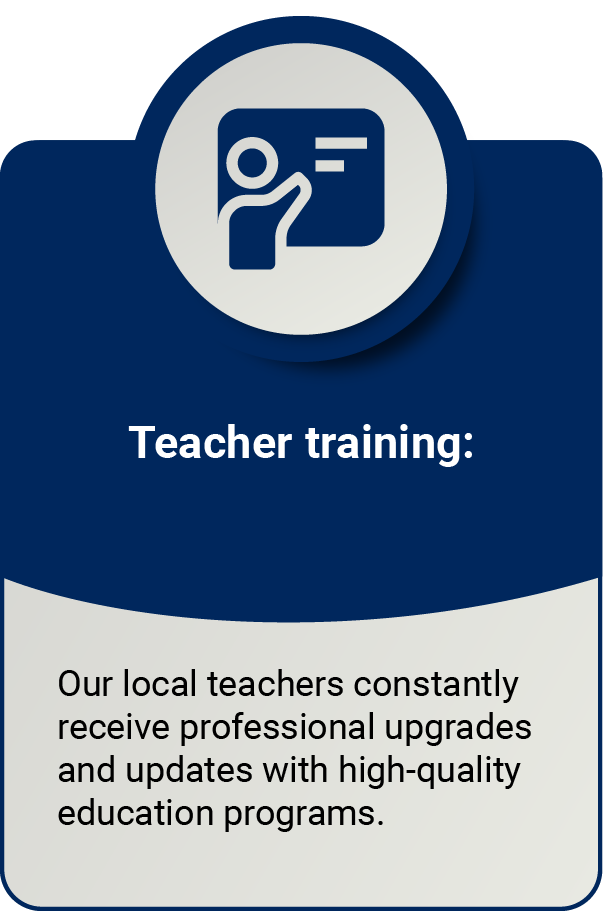 Teacher training:
Our local teachers constantly
receive professional upgrades
and updates with high-quality
education programs.